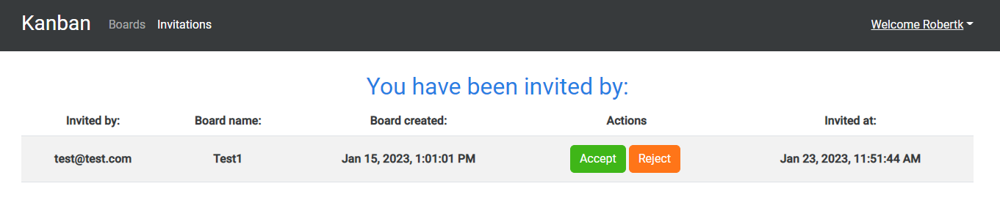 Kanban Boards Invitations Welcome Robertk
You have been invited by:
Invited by: Board name: Board created: Actions Invited at:
test@test.com Test1 Jan 15, 2023, 1:01:01 PM Accept Reject Jan 23, 2023, 11:51:44 AM